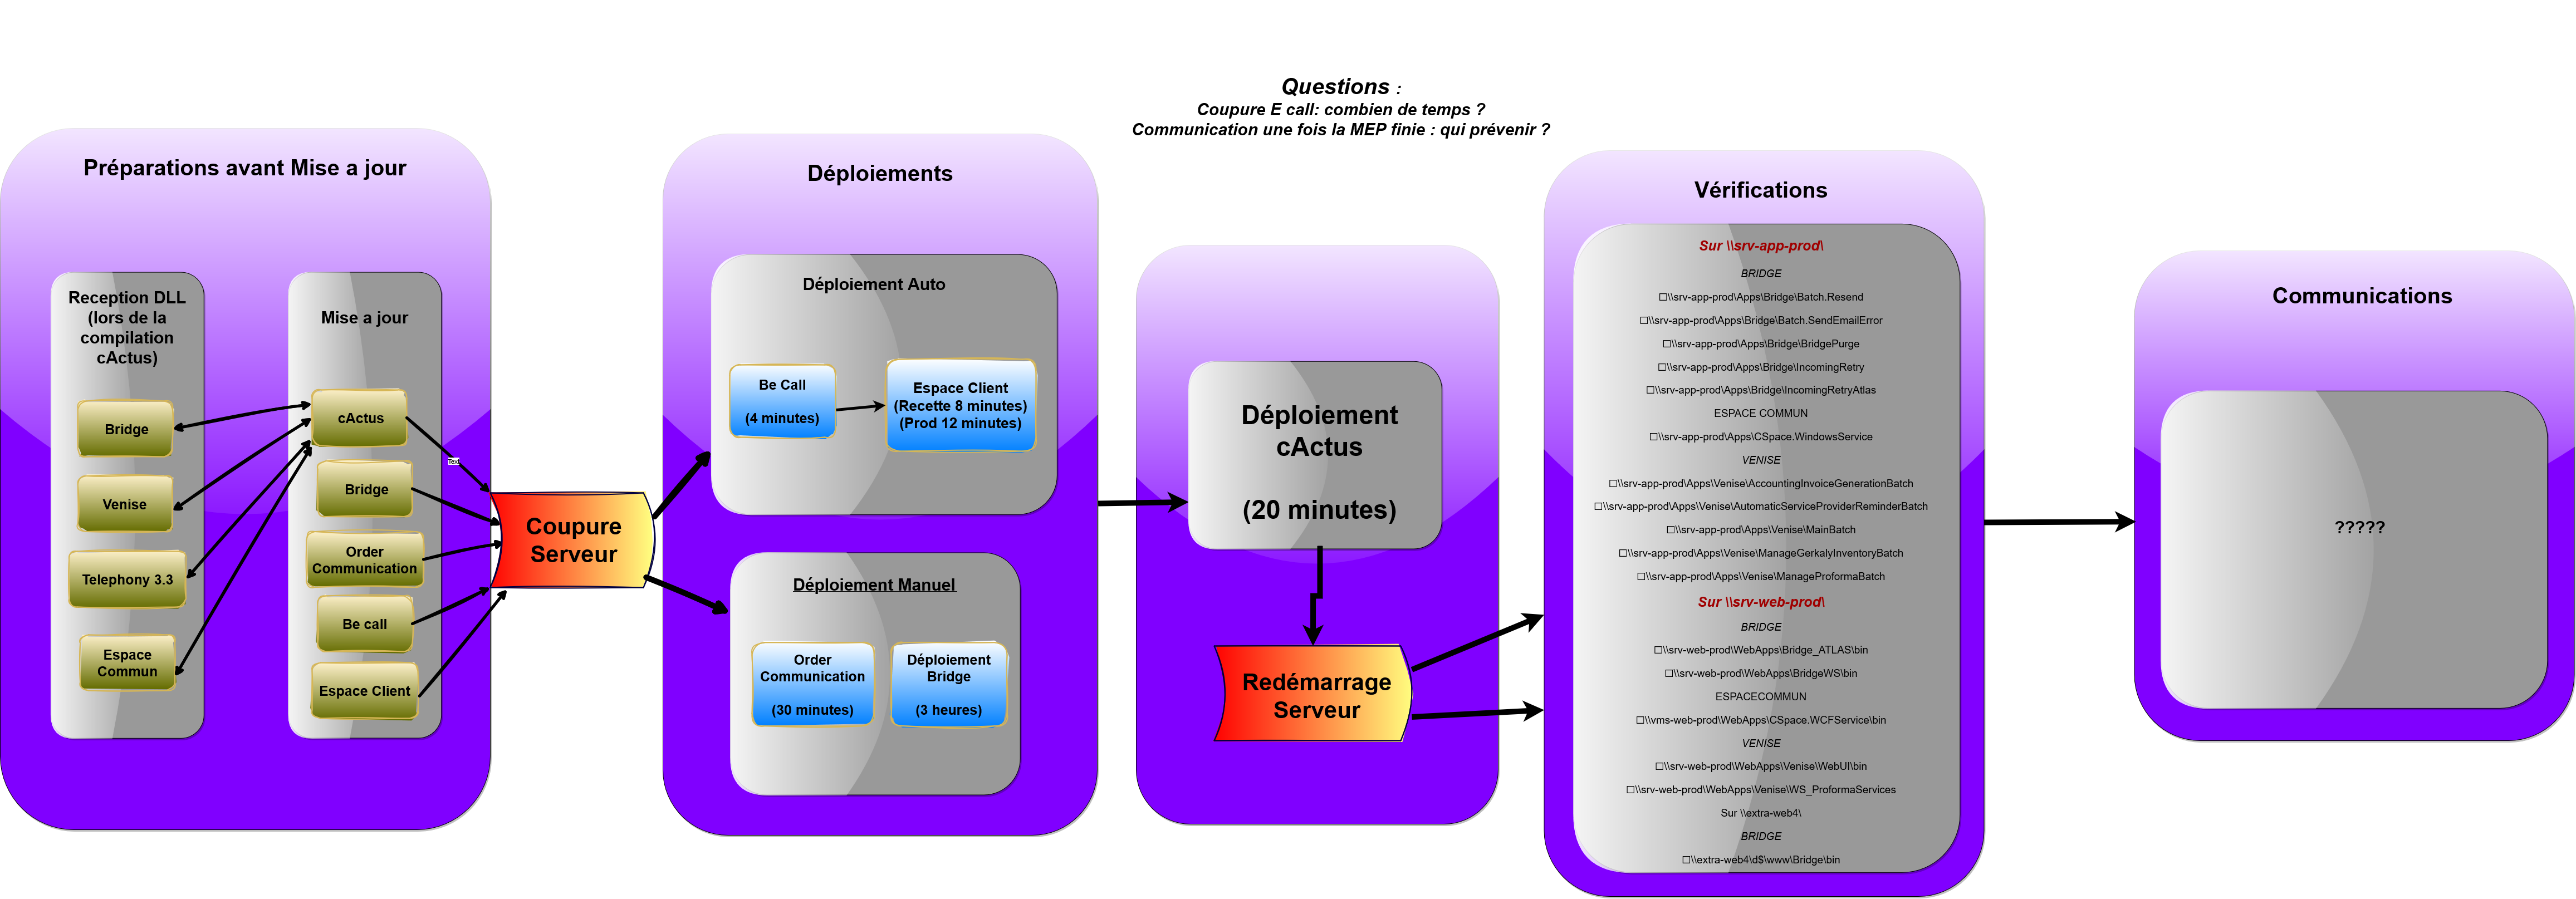 Questions :
Coupure E call: combien de temps ?
Communication une fois la MEP finie : qui prévenir ?
Préparations avant Mise a jour
Reception DLL
(lors de la
compilation
cActus)
Bridge
Venise
Telephony 3.3
Espace
Commun
Mise a jour
cActus
Bridge
Order
Communication
Be call
Espace Client
Text
Coupure
Serveur
Déploiements
Déploiement Auto
Be Call
(4 minutes)
Espace Client
(Recette 8 minutes)
(Prod 12 minutes)
Déploiement Manuel
Order
Communication
(30 minutes)
Déploiement
Bridge
(3 heures)
Déploiement
cActus
(20 minutes)
Redémarrage
Serveur
Vérifications
Sur \\srv-app-prod\
BRIDGE
☐\\srv-app-prod\Apps\Bridge\Batch.Resend
☐\\srv-app-prod\Apps\Bridge\Batch.SendEmailError
☐\\srv-app-prod\Apps\Bridge\BridgePurge
☐\\srv-app-prod\Apps\Bridge\IncomingRetry
☐\\srv-app-prod\Apps\Bridge\IncomingRetryAtlas
ESPACE COMMUN
☐\\srv-app-prod\Apps\CSpace.WindowsService
VENISE
☐\\srv-app-prod\Apps\Venise\AccountingInvoiceGenerationBatch
☐\\srv-app-prod\Apps\Venise\AutomaticServiceProviderReminderBatch
☐\\srv-app-prod\Apps\Venise\MainBatch
☐\\srv-app-prod\Apps\Venise\ManageGerkalyInventoryBatch
☐\\srv-app-prod\Apps\Venise\ManageProformaBatch
Sur \\srv-web-prod\
BRIDGE
☐\\srv-web-prod\WebApps\Bridge_ATLAS\bin
☐\\srv-web-prod\WebApps\BridgeWS\bin
ESPACECOMMUN
☐\\vms-web-prod\WebApps\CSpace.WCFService\bin
VENISE
☐\\srv-web-prod\WebApps\Venise\WebUI\bin
☐\\srv-web-prod\WebApps\Venise\WS_ProformaServices
Sur \\extra-web4\
BRIDGE
☐\\extra-web4\d$\www\Bridge\bin
Communications
?????